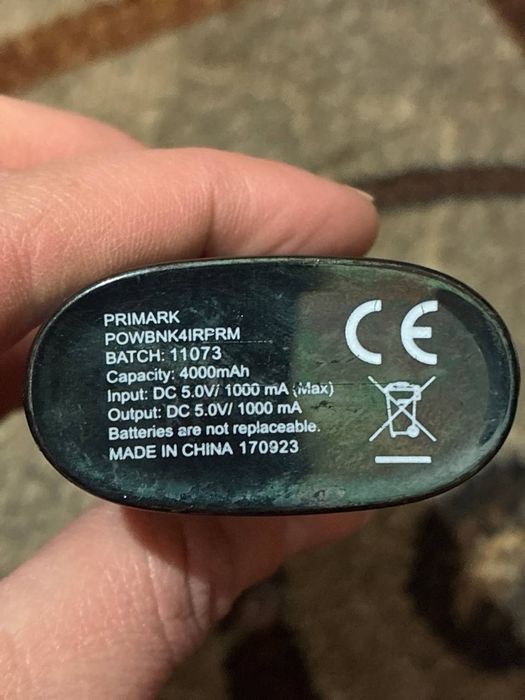 PRIMARK
POWBNK4IRPRM
BATCH: 11073
Capacity: 4000mAh
Input: DC 5.0V/ 1000 mA (Max)
Output: DC 5.0V/ 1000 mA
Batteries are not replaceable.
MADE IN CHINA 170923
CE